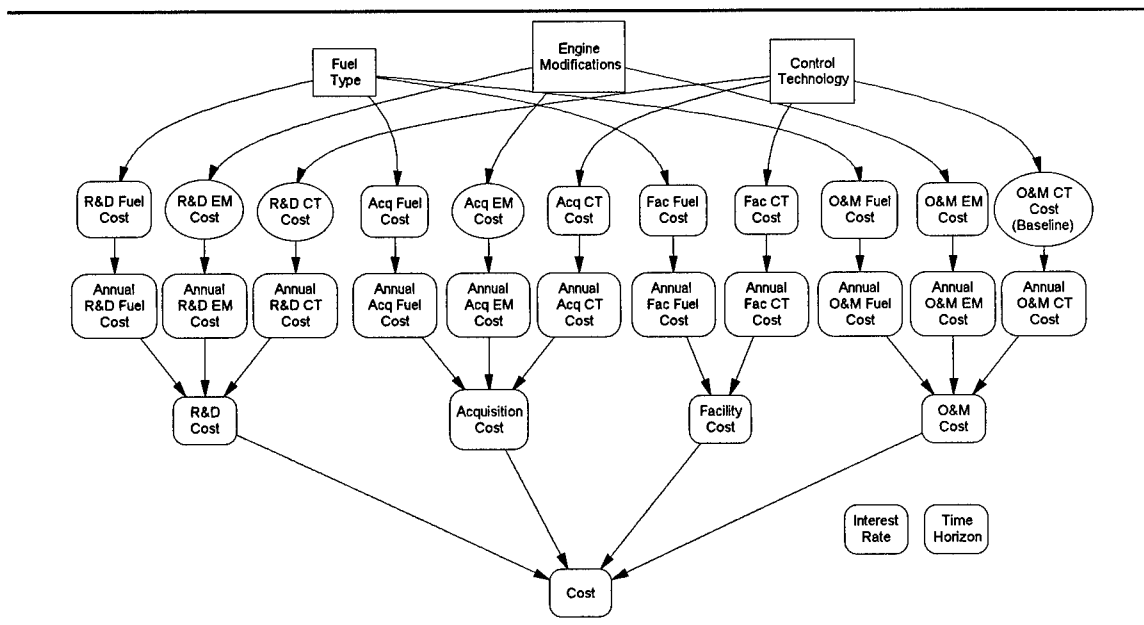 Fuel
Type
Engine
Modifications
Control
Technology
R&D Fuel
Cost
R&D EM
Cost
R&D CT
Cost
Acq Fuel
Cost
Acq EM
Cost
Acq CT
Cost
Fac Fuel
Cost
Fac CT
Cost
O&M Fuel
Cost
O&M EM
Cost
O&M CT
Cost
(Baseline)
Annual
R&D Fuel
Cost
Annual
R&D EM
Cost
Annual
R&D CT
Cost
Annual
Acq Fuel
Cost
Annual
Acq EM
Cost
Annual
Acq CT
Cost
Annual
Fac Fuel
Cost
Annual
Fac CT
Cost
Annual
O&M Fuel
Cost
Annual
O&M EM
Cost
Annual
O&M CT
Cost
R&D
Cost
Acquisition
Cost
Facility
Cost
O&M
Cost
Interest
Rate
Time
Horizon
Cost